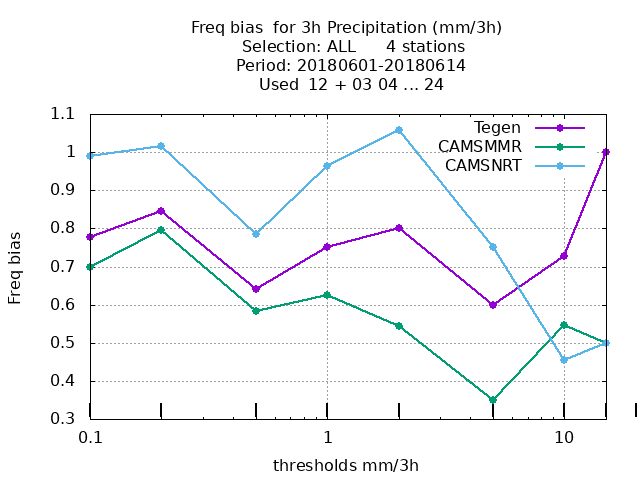 Freq bias  for 3h Precipitation (mm/3h)
Selection: ALL      4 stations
Period: 20180601-20180614
Used  12 + 03 04 ... 24
1.1
1
0.9
0.8
0.7
0.6
0.5
0.4
0.3
Freq bias
Tegen
CAMSMMR
CAMSNRT
0.1
1
10
thresholds mm/3h